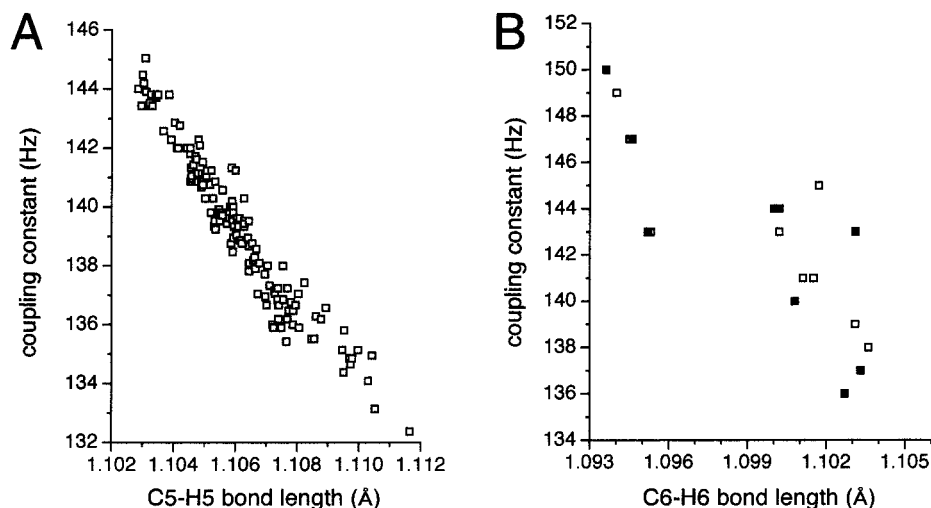 A
coupling constant (Hz)
146
144
142
140
138
136
134
132
1.102 1.104 1.106 1.108 1.110 1.112
C5-H5 bond length (Å)
B
coupling constant (Hz)
152
150
148
146
144
142
140
138
136
134
1.093 1.096 1.099 1.102 1.105
C6-H6 bond length (Å)